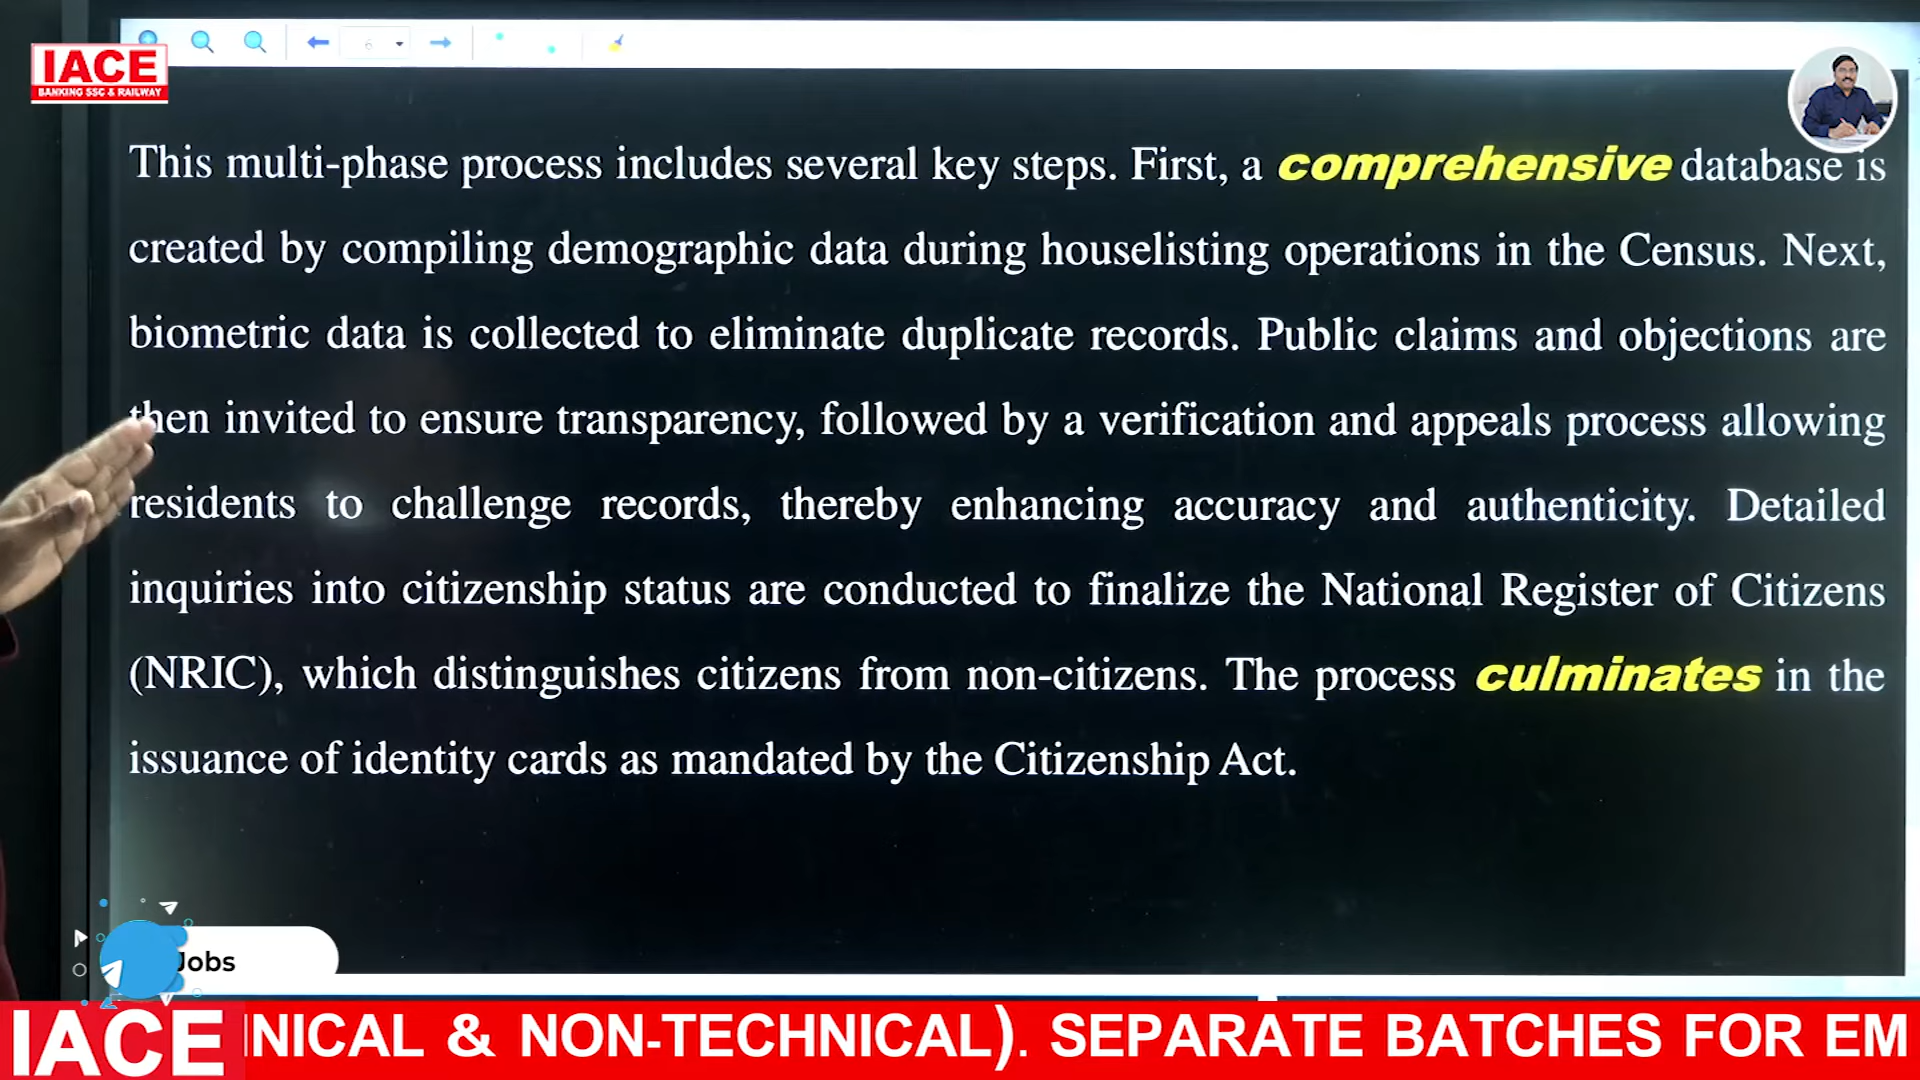 IACE
BANKING SSC & RAILWAY
6
This multi-phase process includes several key steps. First, a comprehensive database is
created by compiling demographic data during houselisting operations in the Census. Next,
biometric data is collected to eliminate duplicate records. Public claims and objections are
then invited to ensure transparency, followed by a verification and appeals process allowing
residents to challenge records, thereby enhancing accuracy and authenticity. Detailed
inquiries into citizenship status are conducted to finalize the National Register of Citizens
(NRIC), which distinguishes citizens from non-citizens. The process culminates in the
issuance of identity cards as mandated by the Citizenship Act.
Jobs
IACE
NICAL & NON-TECHNICAL). SEPARATE BATCHES FOR EM